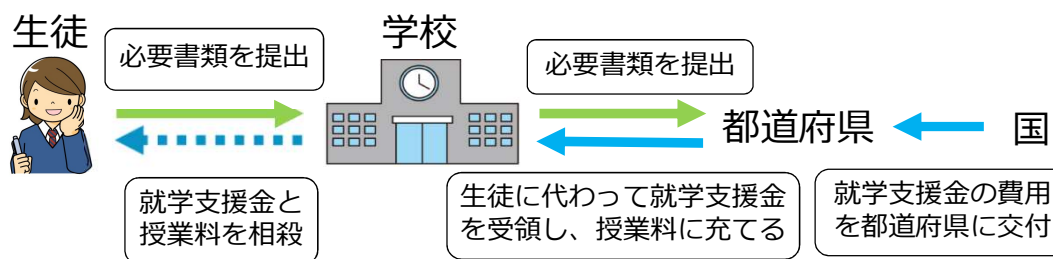 生徒
必要書類を提出
学校
必要書類を提出
都道府県
国
就学支援金と
授業料を相殺
生徒に代わって就学支援金
を受領し、授業料に充てる
就学支援金の費用
を都道府県に交付